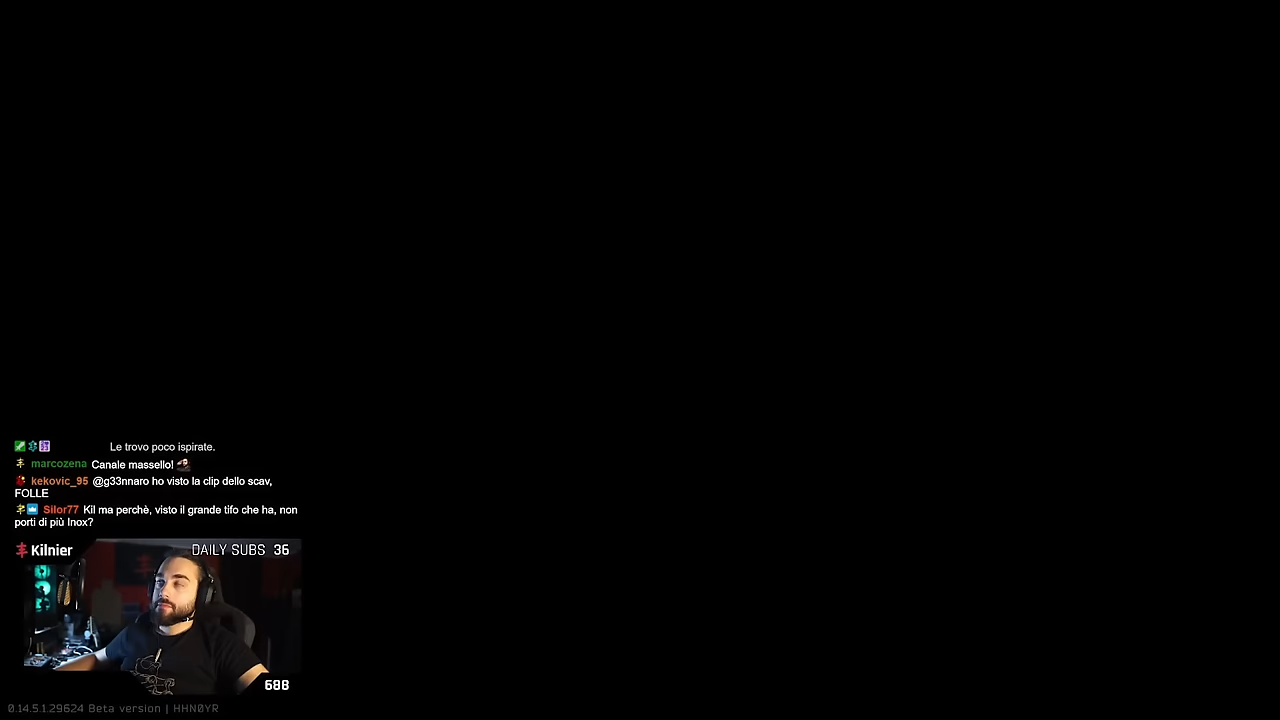 Le trovo poco ispirate.
marcozena Canale massello!
kekovic_95 @g33nnaro ho visto la clip dello scav,
FOLLE
Silor77 Kil ma perchè, visto il grande tifo che ha, non
porti di più Inox?
Kilnier DAILY SUBS 36
688
0.14.5.1.29624 Beta version | HHN0YR